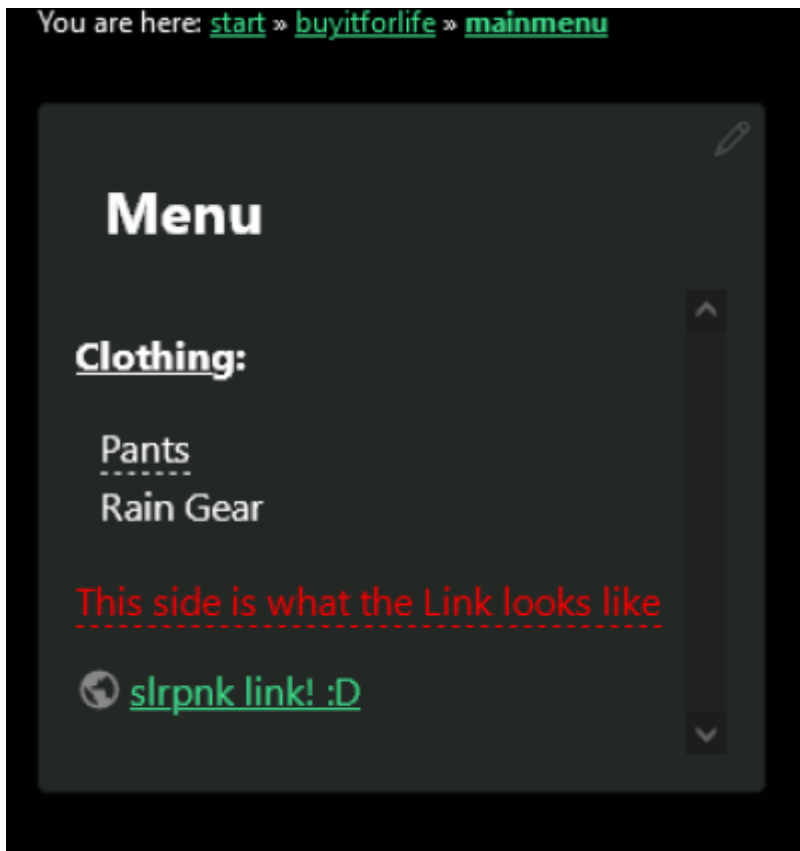 You are here: start » buyitforlife » mainmenu
Menu
Clothing:
Pants
Rain Gear
This side is what the Link looks like
slrpnk link! :D